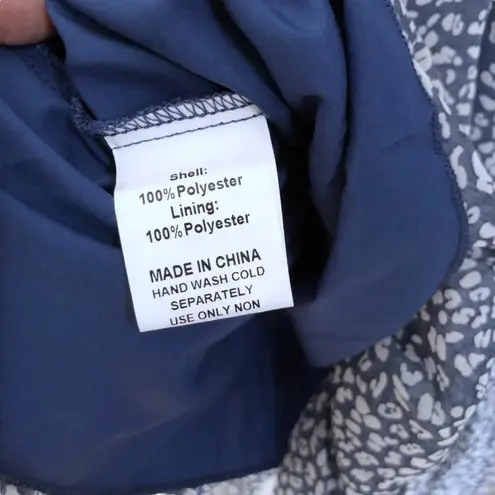 Shell:
100%Polyester
Lining:
100%Polyester
MADE IN CHINA
HAND WASH COLD
SEPARATELY
USE ONLY NON